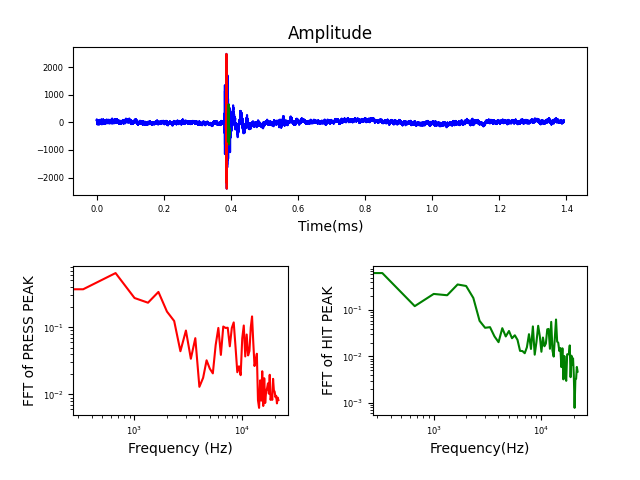 Amplitude
2000
1000
0
−1000
−2000
0.0 0.2 0.4 0.6 0.8 1.0 1.2 1.4
Time(ms)
FFT of PRESS PEAK
10⁻¹
10⁻²
10³ 10⁴
Frequency (Hz)
FFT of HIT PEAK
10⁻¹
10⁻²
10⁻³
10³ 10⁴
Frequency(Hz)